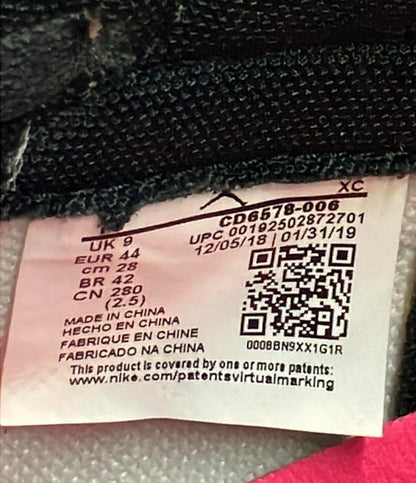 XC
CD6578-006
UPC 00192502872701
12/05/18 | 01/31/19
UK 9
EUR 44
cm 28
BR 42
CN 280
(2.5)
MADE IN CHINA
HECHO EN CHINA
FABRIQUE EN CHINE
FABRICADO NA CHINA
0008BN9XX1G1R
This product is covered by one or more patents:
www.nike.com/patentsvirtualmarking